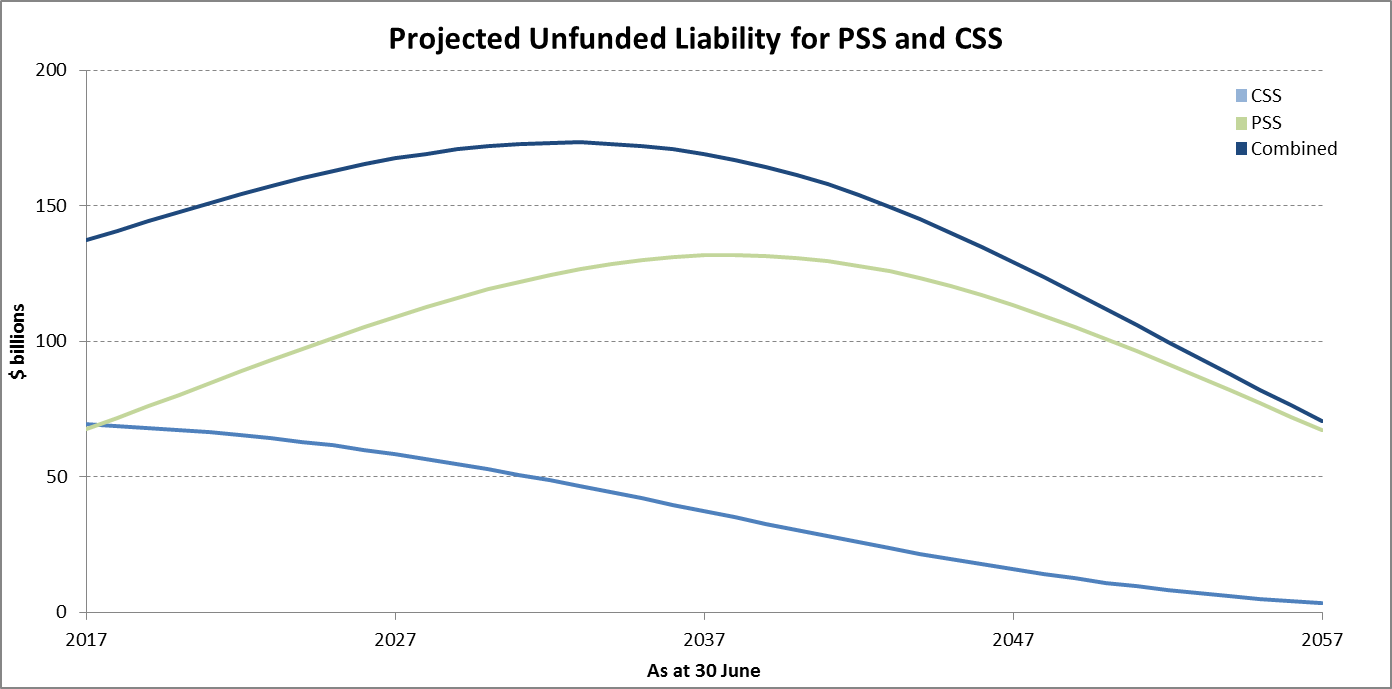 Projected Unfunded Liability for PSS and CSS
200
150
100
50
0
$ billions
CSS
PSS
Combined
2017 2027 2037 2047 2057
As at 30 June